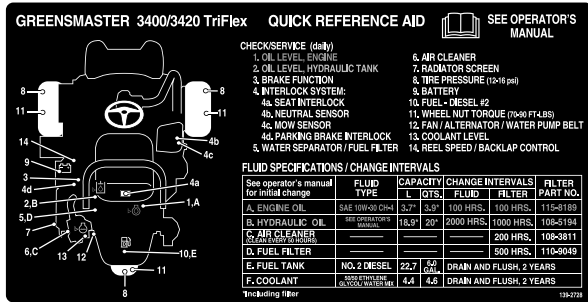 GREENSMASTER 3400/3420 TriFlex QUICK REFERENCE AID
SEE OPERATOR'S
MANUAL
CHECK/SERVICE (daily)
1. OIL LEVEL, ENGINE
2. OIL LEVEL, HYDRAULIC TANK
3. BRAKE FUNCTION
4. INTERLOCK SYSTEM:
4a. SEAT INTERLOCK
4b. NEUTRAL SENSOR
4c. MOW SENSOR
4d. PARKING BRAKE INTERLOCK
5. WATER SEPARATOR / FUEL FILTER
6. AIR CLEANER
7. RADIATOR SCREEN
8. TIRE PRESSURE (12-16 psi)
9. BATTERY
10. FUEL - DIESEL #2
11. WHEEL NUT TORQUE (70-90 FT-LBS)
12. FAN / ALTERNATOR / WATER PUMP BELT
13. COOLANT LEVEL
14. REEL SPEED / BACKLAP CONTROL
8
8
11
11
14
9
3
4d
2,B
5,D
7
6,C
13
12
4b
4c
4a
1,A
10,E
11
8
FLUID SPECIFICATIONS / CHANGE INTERVALS
See operator's manual for initial change FLUID TYPE CAPACITY CHANGE INTERVALS FILTER PART NO.
L QTS. FLUID FILTER
A. ENGINE OIL SAE 10W-30 CH-4 3.7* 3.9* 100 HRS. 100 HRS. 115-8189
B. HYDRAULIC OIL SEE OPERATOR'S MANUAL 18.9* 20* 2000 HRS. 1000 HRS. 108-5194
C. AIR CLEANER (CLEAN EVERY 50 HOURS) 200 HRS. 108-3811
D. FUEL FILTER 500 HRS. 110-9049
E. FUEL TANK NO. 2 DIESEL 22.7 6.0 GAL. DRAIN AND FLUSH, 2 YEARS
F. COOLANT 50/50 ETHYLENE GLYCOL/ WATER MIX 4.4 4.6 DRAIN AND FLUSH, 2 YEARS
*Including filter
139-2728